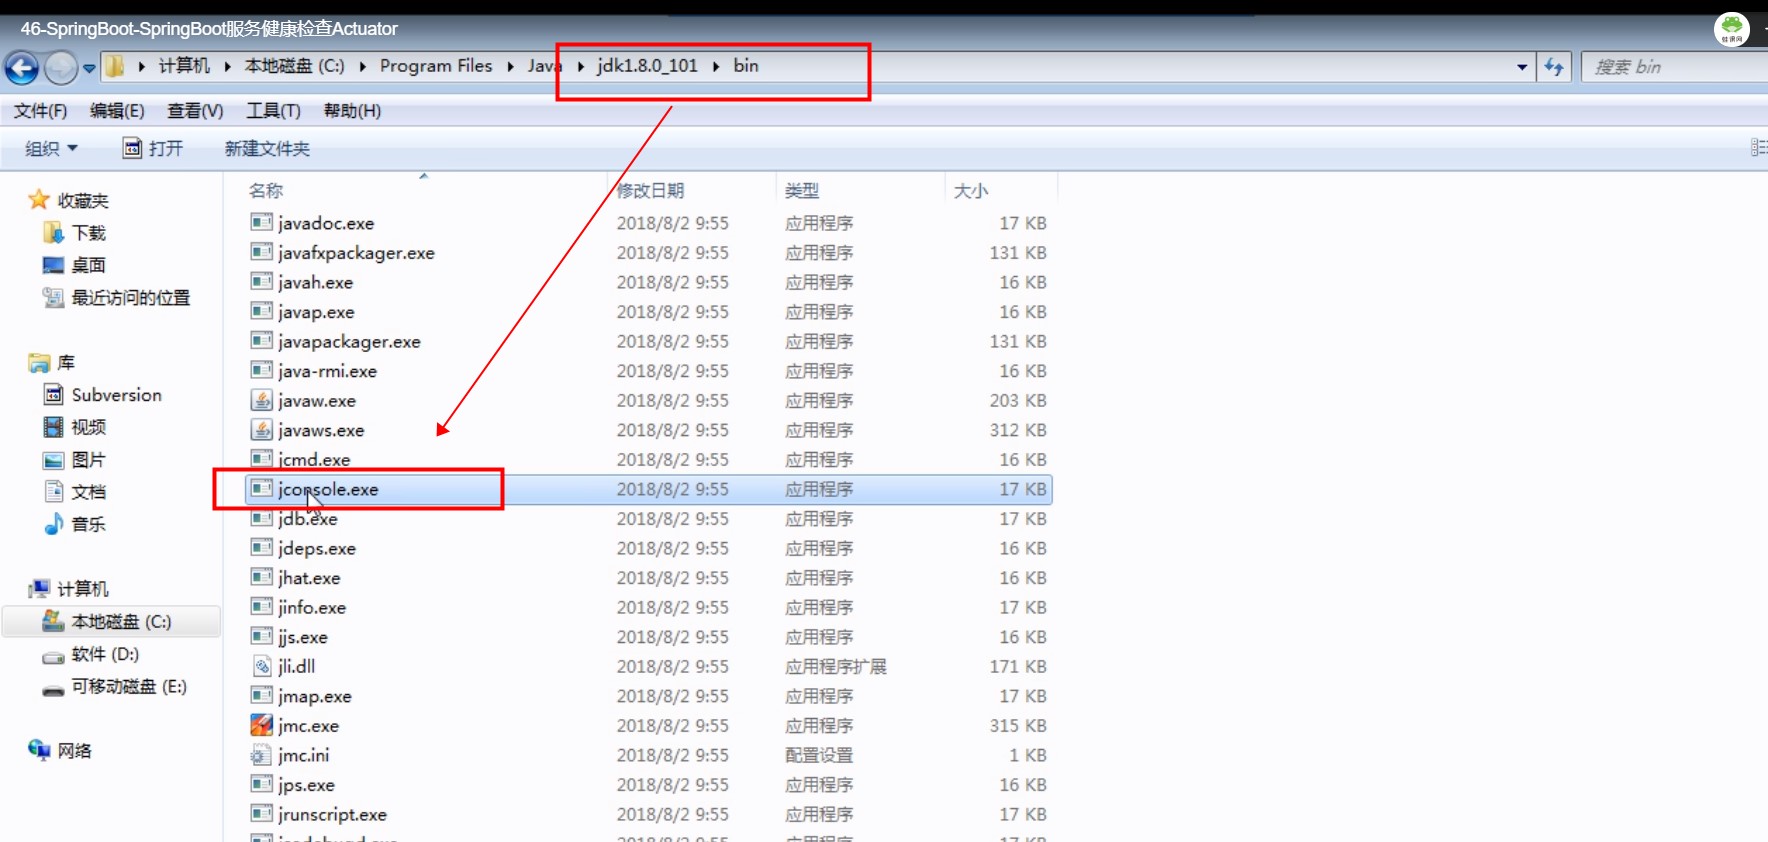 46-SpringBoot-SpringBoot服务健康检查Actuator
计算机 本地磁盘 (C:) Program Files Java jdk1.8.0_101 bin
搜索 bin
文件(F) 编辑(E) 查看(V) 工具(T) 帮助(H)
组织 打开 新建文件夹
收藏夹
下载
桌面
最近访问的位置
库
Subversion
视频
图片
文档
音乐
计算机
本地磁盘 (C:)
软件 (D:)
可移动磁盘 (E:)
网络
名称 修改日期 类型 大小
javadoc.exe 2018/8/2 9:55 应用程序 17 KB
javafxpackager.exe 2018/8/2 9:55 应用程序 131 KB
javah.exe 2018/8/2 9:55 应用程序 16 KB
javap.exe 2018/8/2 9:55 应用程序 16 KB
javapackager.exe 2018/8/2 9:55 应用程序 131 KB
java-rmi.exe 2018/8/2 9:55 应用程序 16 KB
javaw.exe 2018/8/2 9:55 应用程序 203 KB
javaws.exe 2018/8/2 9:55 应用程序 312 KB
jcmd.exe 2018/8/2 9:55 应用程序 16 KB
jconsole.exe 2018/8/2 9:55 应用程序 17 KB
jdb.exe 2018/8/2 9:55 应用程序 17 KB
jdeps.exe 2018/8/2 9:55 应用程序 16 KB
jhat.exe 2018/8/2 9:55 应用程序 16 KB
jinfo.exe 2018/8/2 9:55 应用程序 17 KB
jjs.exe 2018/8/2 9:55 应用程序 16 KB
jli.dll 2018/8/2 9:55 应用程序扩展 171 KB
jmap.exe 2018/8/2 9:55 应用程序 17 KB
jmc.exe 2018/8/2 9:55 应用程序 315 KB
jmc.ini 2018/8/2 9:55 配置设置 1 KB
jps.exe 2018/8/2 9:55 应用程序 16 KB
jrunscript.exe 2018/8/2 9:55 应用程序 17 KB